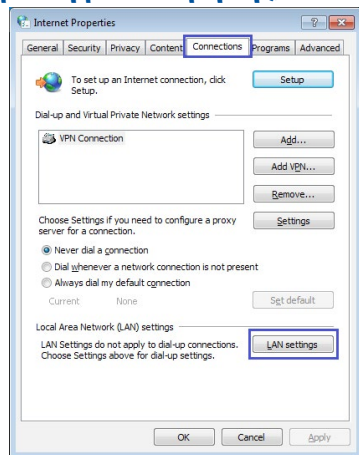 Internet Properties
General Security Privacy Content Connections Programs Advanced
To set up an Internet connection, click
Setup.
Setup
Dial-up and Virtual Private Network settings
VPN Connection
Add...
Add VPN...
Remove...
Choose Settings if you need to configure a proxy
server for a connection.
Settings
Never dial a connection
Dial whenever a network connection is not present
Always dial my default connection
Current None
Set default
Local Area Network (LAN) settings
LAN Settings do not apply to dial-up connections.
Choose Settings above for dial-up settings.
LAN settings
OK Cancel Apply